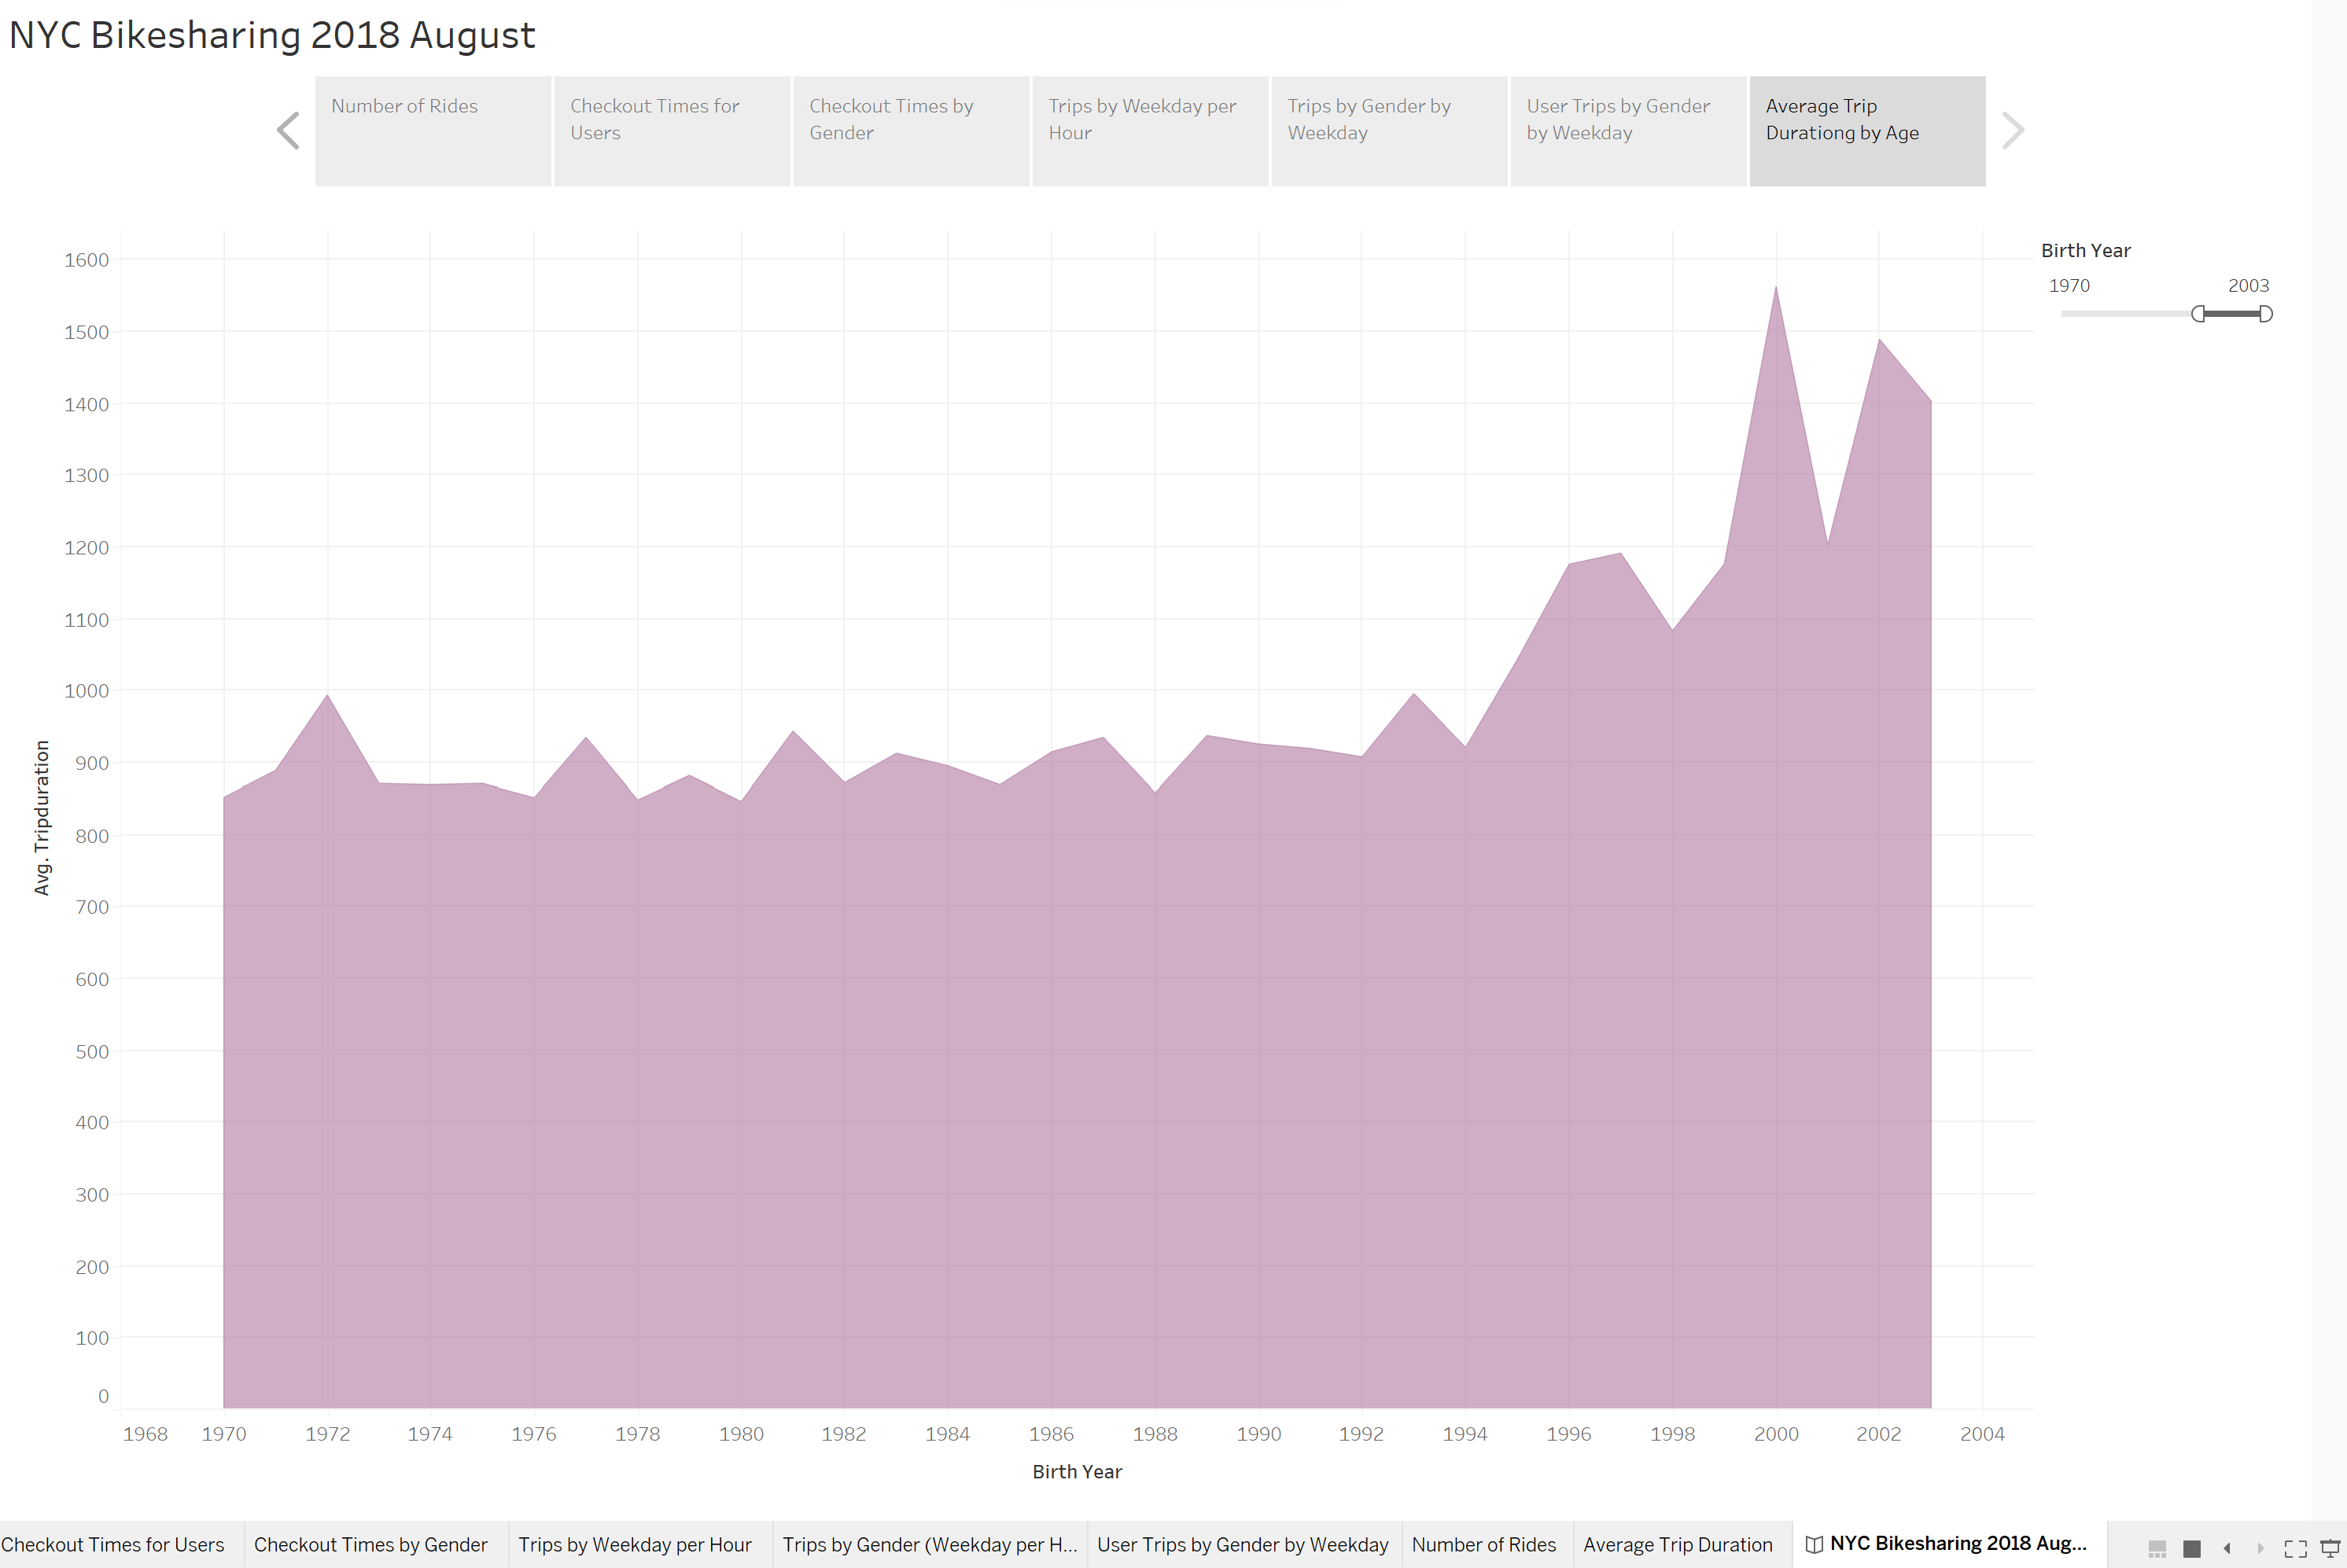 NYC Bikesharing 2018 August
Number of Rides
Checkout Times for
Users
Checkout Times by
Gender
Trips by Weekday per
Hour
Trips by Gender by
Weekday
User Trips by Gender
by Weekday
Average Trip
Durationg by Age
Birth Year
1970 2003
1600
1500
1400
1300
1200
1100
1000
900
800
700
600
500
400
300
200
100
0
Avg. Tripduration
1968 1970 1972 1974 1976 1978 1980 1982 1984 1986 1988 1990 1992 1994 1996 1998 2000 2002 2004
Birth Year
Checkout Times for Users
Checkout Times by Gender
Trips by Weekday per Hour
Trips by Gender (Weekday per H...
User Trips by Gender by Weekday
Number of Rides
Average Trip Duration
NYC Bikesharing 2018 Aug...